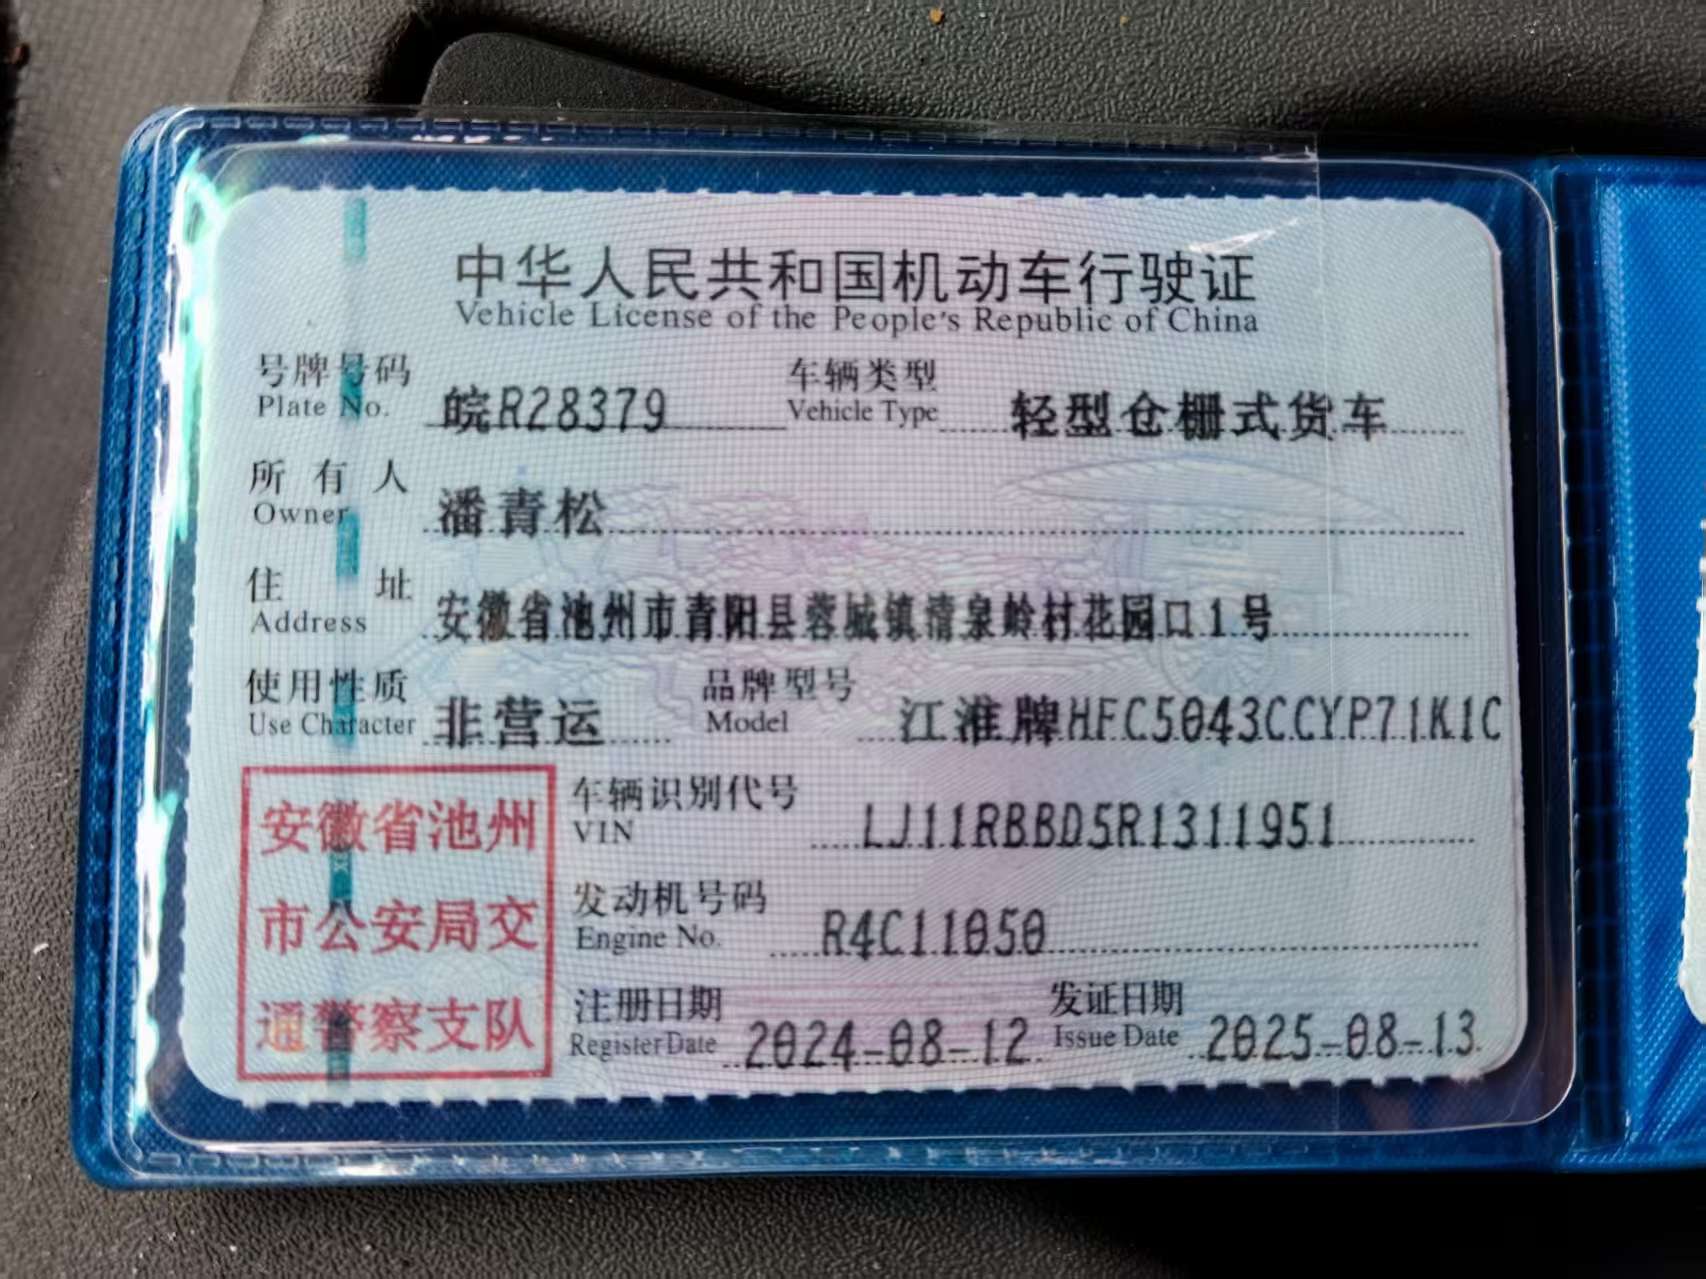 中华人民共和国机动车行驶证
Vehicle License of the People's Republic of China
号牌号码 皖R28379 车辆类型 轻型仓栅式货车
Plate No. Vehicle Type
所有人 潘青松
Owner
住址 安徽省池州市青阳县蓉城镇清泉岭村花园口1号
Address
使用性质 非营运 品牌型号 江淮牌HFC5043CCYP71K1C
Use Character Model
安徽省池州
市公安局交
通警察支队
车辆识别代号 LJ11RBBD5R1311951
VIN
发动机号码 R4C11050
Engine No.
注册日期 2024-08-12 发证日期 2025-08-13
Register Date Issue Date